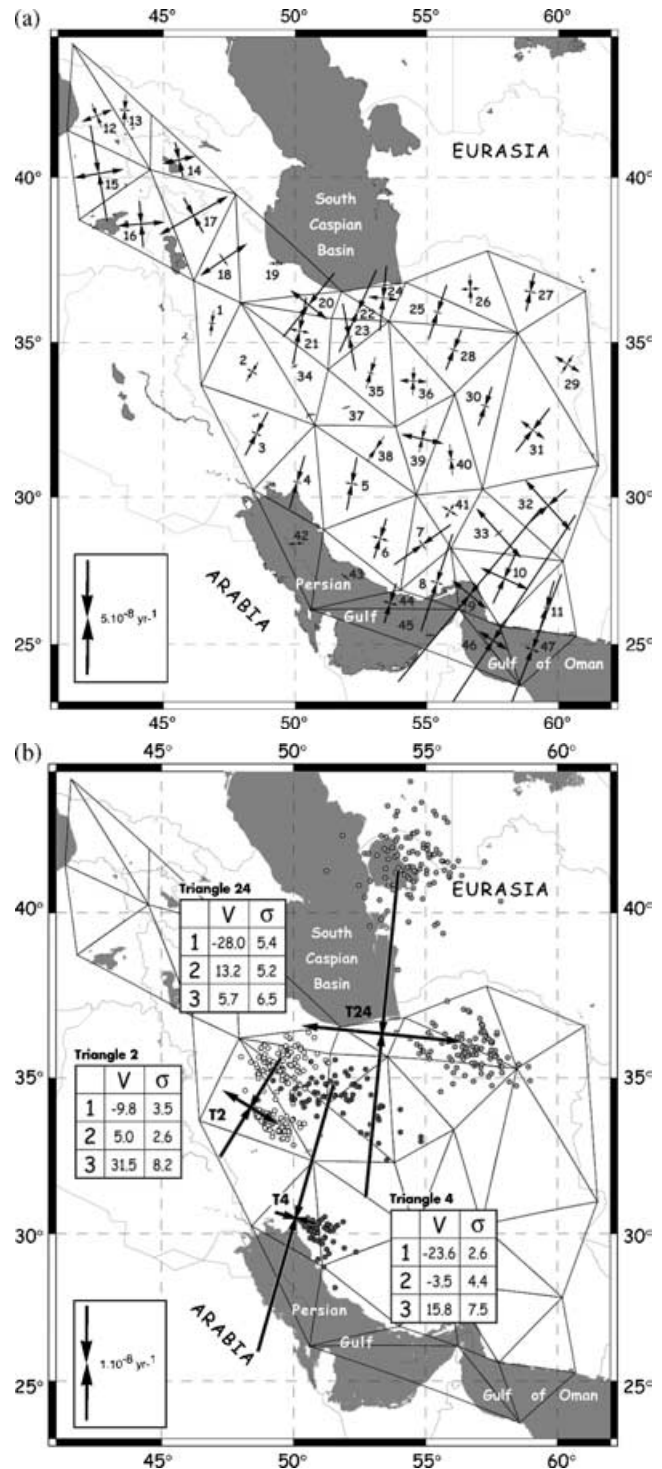 (a)
45° 50° 55° 60°
EURASIA
40°
South
Caspian
Basin
35°
30°
25°
12 13
14
15
16 17
18 19
1 20 22 24 25 26 27
21 23
2 34 35 36 28 29
37 30
3 38 39 40 31
4 5 41 32
42 6 7 33
43 8 10
44 9 11
45 46 47
ARABIA
Persian
Gulf
Gulf of Oman
5.10⁻⁸ yr⁻¹
45° 50° 55° 60°
(b)
45° 50° 55° 60°
EURASIA
Triangle 24
V σ
1 -28.0 5.4
2 13.2 5.2
3 5.7 6.5
40°
South
Caspian
Basin
T24
Triangle 2
V σ
1 -9.8 3.5
2 5.0 2.6
3 31.5 8.2
35°
T2
T4
Triangle 4
V σ
1 -23.6 2.6
2 -3.5 4.4
3 15.8 7.5
30°
ARABIA
Persian
Gulf
Gulf of Oman
1.10⁻⁸ yr⁻¹
25°
45° 50° 55° 60°